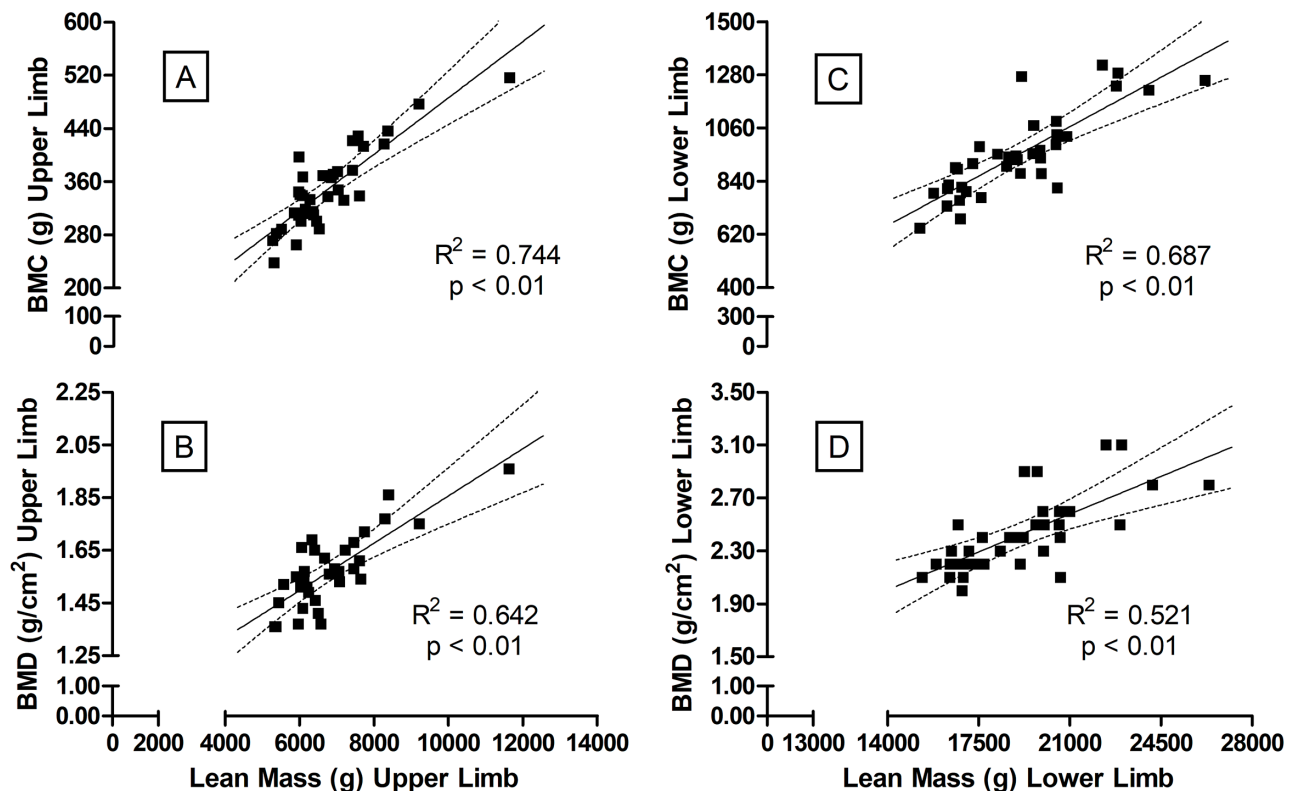 BMC (g) Upper Limb
600
520
440
360
280
200
100
0
A
R² = 0.744
p < 0.01
BMC (g) Lower Limb
1500
1280
1060
840
620
400
300
0
C
R² = 0.687
p < 0.01
BMD (g/cm²) Upper Limb
2.25
2.05
1.85
1.65
1.45
1.25
1.00
0.00
B
R² = 0.642
p < 0.01
0 2000 4000 6000 8000 10000 12000 14000
Lean Mass (g) Upper Limb
BMD (g/cm²) Lower Limb
3.50
3.10
2.70
2.30
1.90
1.50
1.00
0.00
D
R² = 0.521
p < 0.01
0 13000 14000 17500 21000 24500 28000
Lean Mass (g) Lower Limb